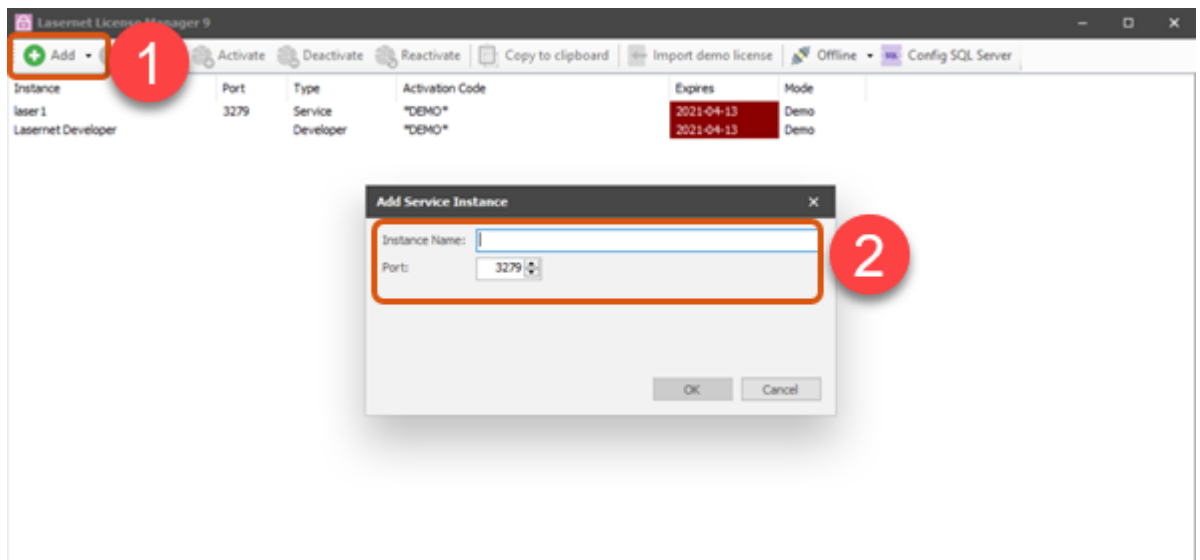 Lasernet License Manager 9
Add 1 Activate Deactivate Reactivate Copy to clipboard Import demo license Offline SQL Config SQL Server
Instance Port Type Activation Code Expires Mode
laser1 3279 Service *DEMO* 2021-04-13 Demo
Lasernet Developer Developer *DEMO* 2021-04-13 Demo
Add Service Instance
Instance Name:
2
Port: 3279
OK Cancel